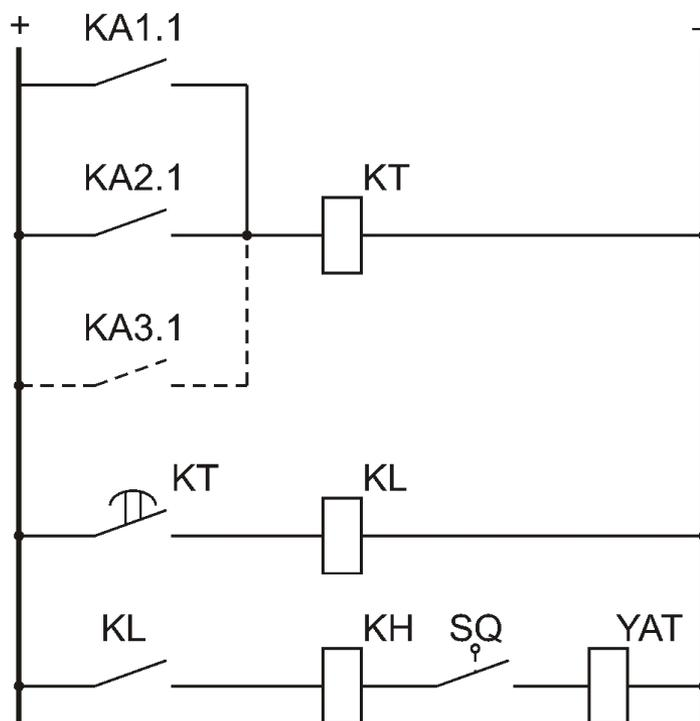 + -
KA1.1
KA2.1 KT
KA3.1
KT KL
KL KH SQ YAT